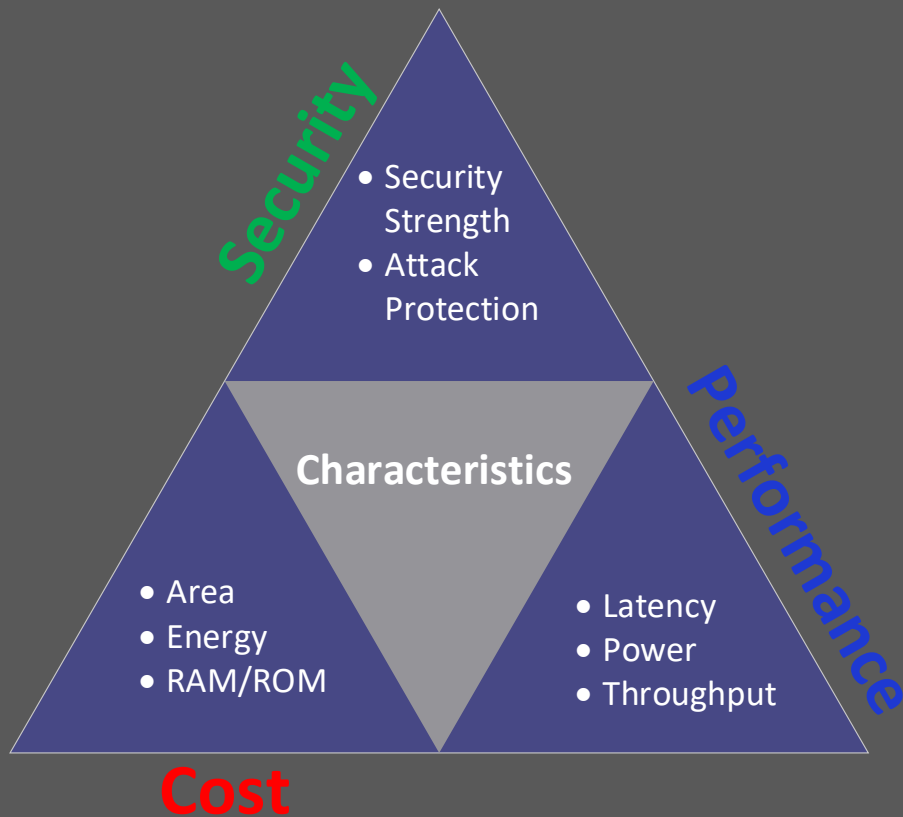 Security
• Security
Strength
• Attack
Protection
Performance
Characteristics
• Area
• Energy
• RAM/ROM
• Latency
• Power
• Throughput
Cost